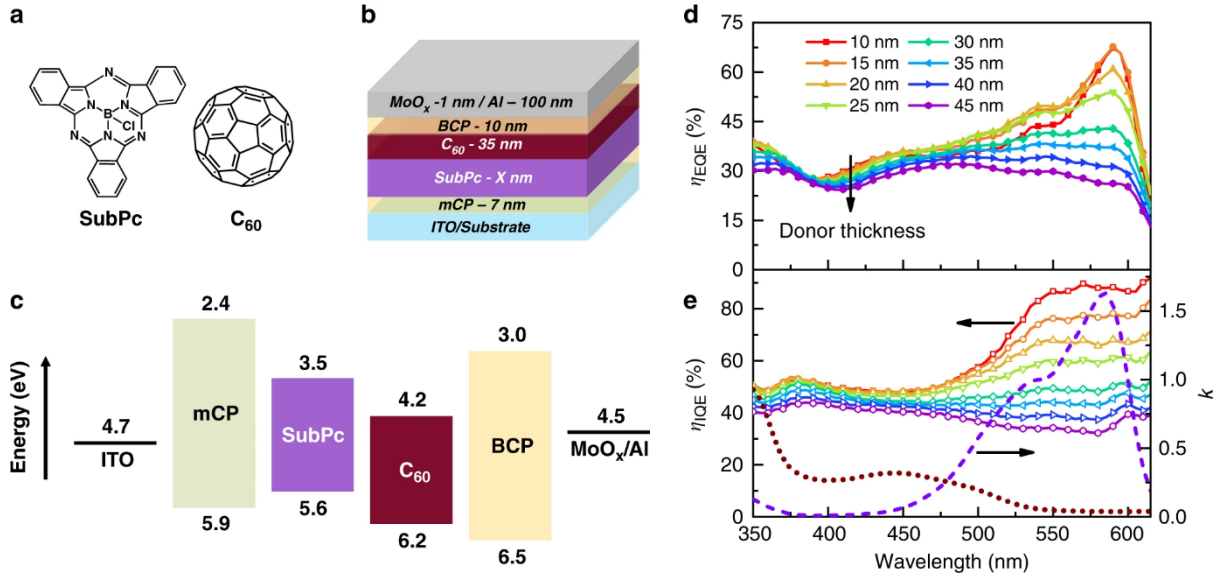 a
N
N
N
N
B
Cl
N
N
N
SubPc
C60
b
MoOx -1 nm / Al – 100 nm
BCP - 10 nm
C60 - 35 nm
SubPc - X nm
mCP – 7 nm
ITO/Substrate
c
Energy (eV)
4.7
ITO
2.4
mCP
5.9
3.5
SubPc
5.6
4.2
C60
6.2
3.0
BCP
6.5
4.5
MoOx/Al
d
ηEQE (%)
75
60
45
30
15
0
10 nm
15 nm
20 nm
25 nm
30 nm
35 nm
40 nm
45 nm
Donor thickness
e
ηIQE (%)
80
60
40
20
0
1.5
1.0
0.5
0.0
k
350
400
450
500
550
600
Wavelength (nm)